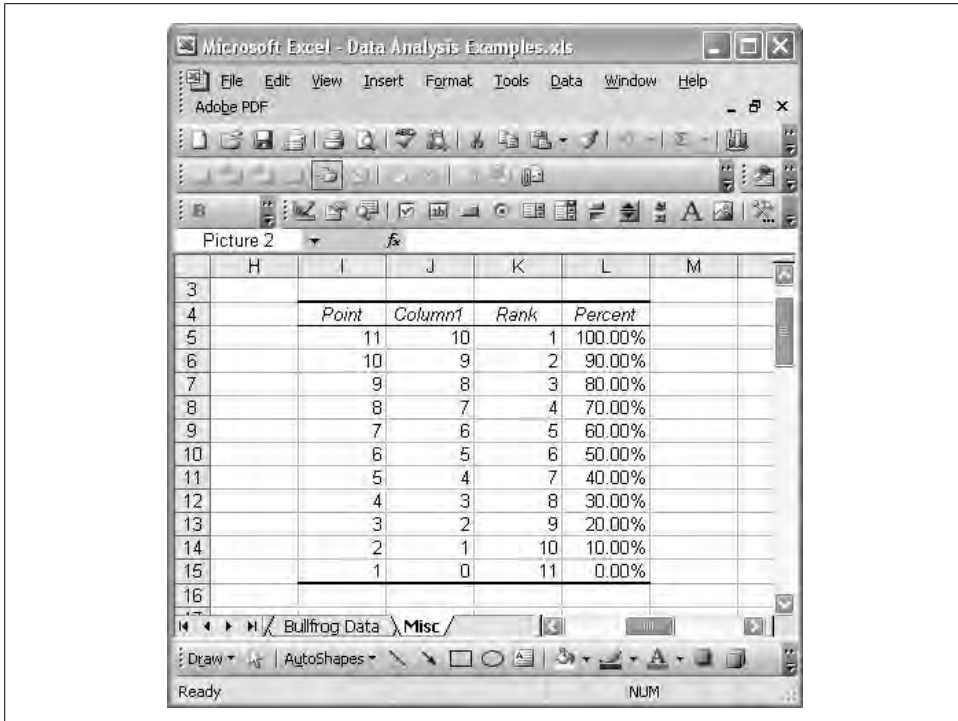 Microsoft Excel - Data Analysis Examples.xls
File Edit View Insert Format Tools Data Window Help
Adobe PDF
Picture 2 fx
H I J K L M
3
4 Point Column1 Rank Percent
5 11 10 1 100.00%
6 10 9 2 90.00%
7 9 8 3 80.00%
8 8 7 4 70.00%
9 7 6 5 60.00%
10 6 5 6 50.00%
11 5 4 7 40.00%
12 4 3 8 30.00%
13 3 2 9 20.00%
14 2 1 10 10.00%
15 1 0 11 0.00%
16
17
Bullfrog Data Misc
Draw AutoShapes
Ready NUM